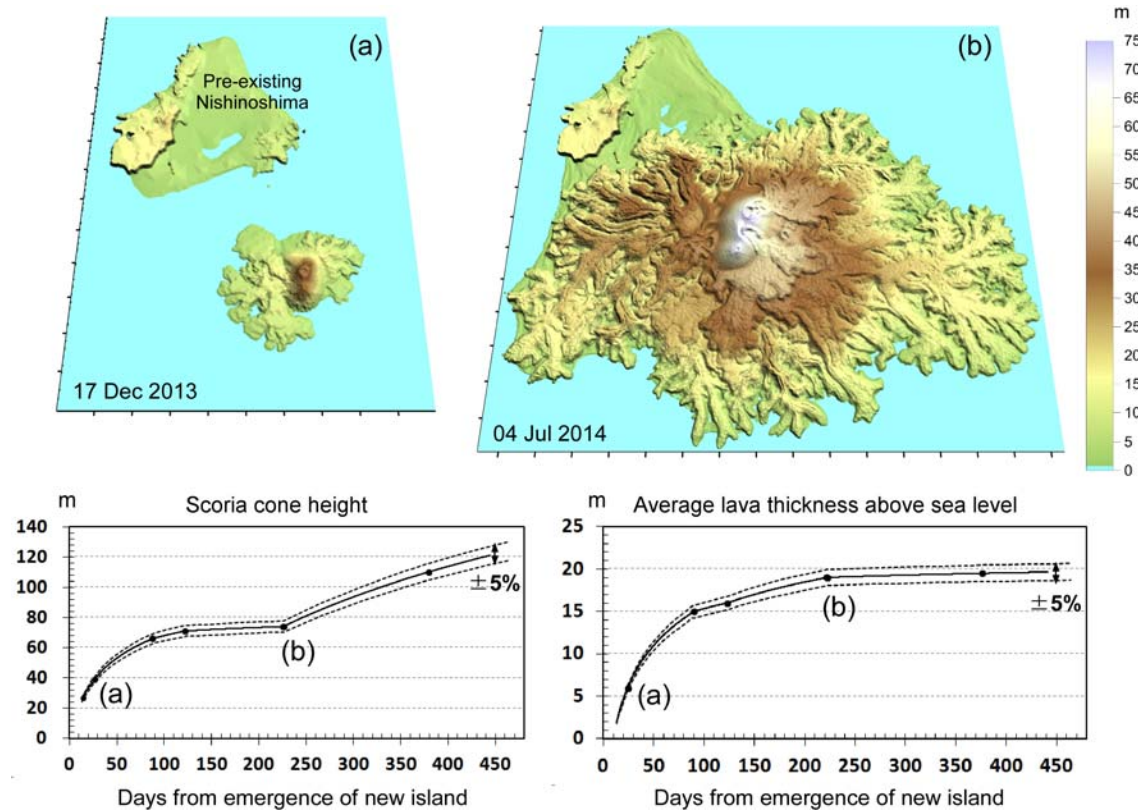 (a)
Pre-existing
Nishinoshima
17 Dec 2013
(b)
04 Jul 2014
m
75
70
65
60
55
50
45
40
35
30
25
20
15
10
5
0
m
Scoria cone height
140
120
100
80
60
40
20
0
(a)
(b)
±5%
0 50 100 150 200 250 300 350 400 450
Days from emergence of new island
m
Average lava thickness above sea level
25
20
15
10
5
0
(a)
(b)
±5%
0 50 100 150 200 250 300 350 400 450
Days from emergence of new island